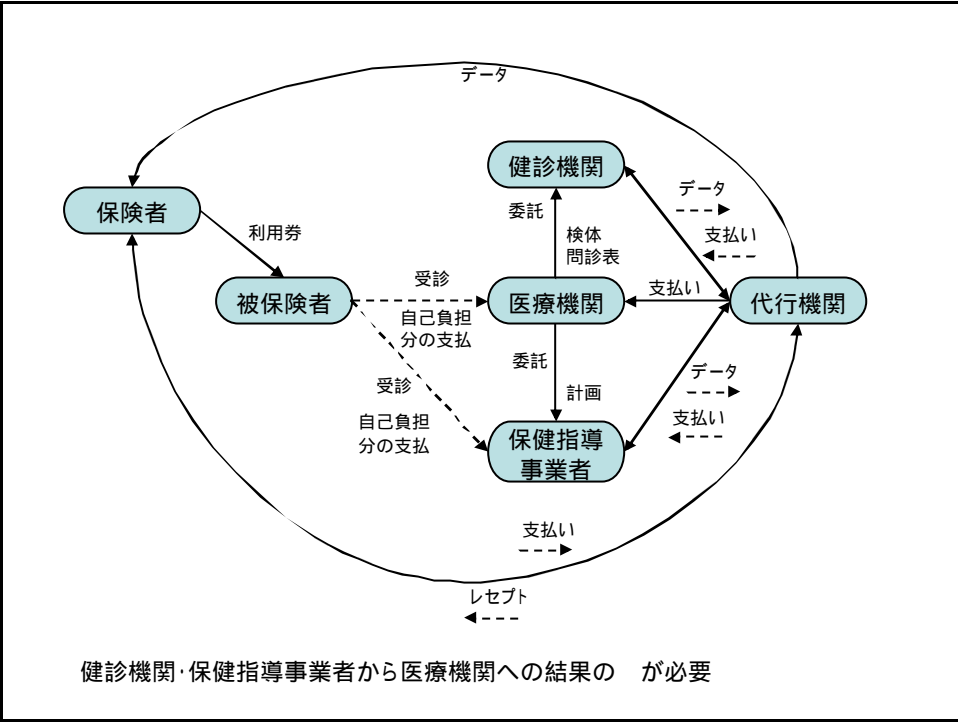 データ
健診機関
データ
委託
支払い
保険者
利用券
検体
問診表
受診
被保険者
医療機関
支払い
代行機関
自己負担
分の支払
委託
データ
受診
計画
支払い
自己負担
分の支払
保健指導
事業者
支払い
レセプト
健診機関・保健指導事業者から医療機関への結果の　が必要